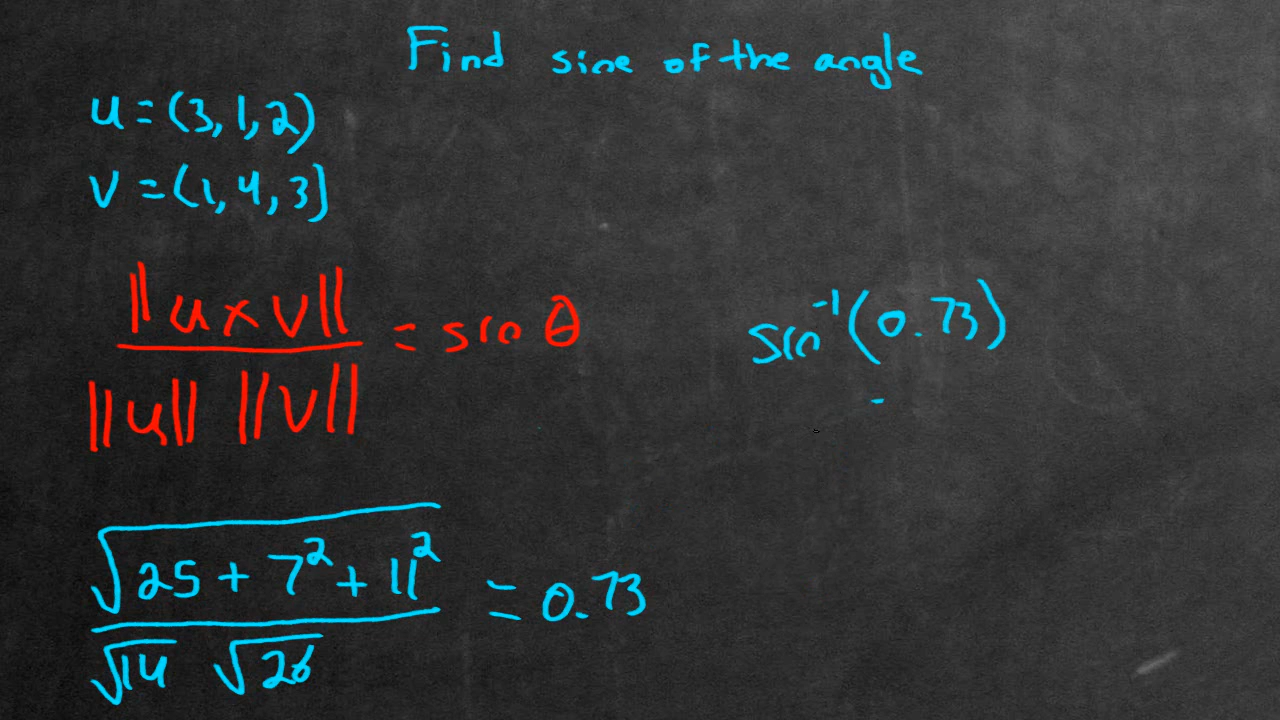 Find sine of the angle
u = (3, 1, 2)
v = (1, 4, 3]
||u × v|| / ||u|| ||v|| = sin θ
sin⁻¹(0.73)
-
√(25 + 7² + 11²) / √14 √26 = 0.73